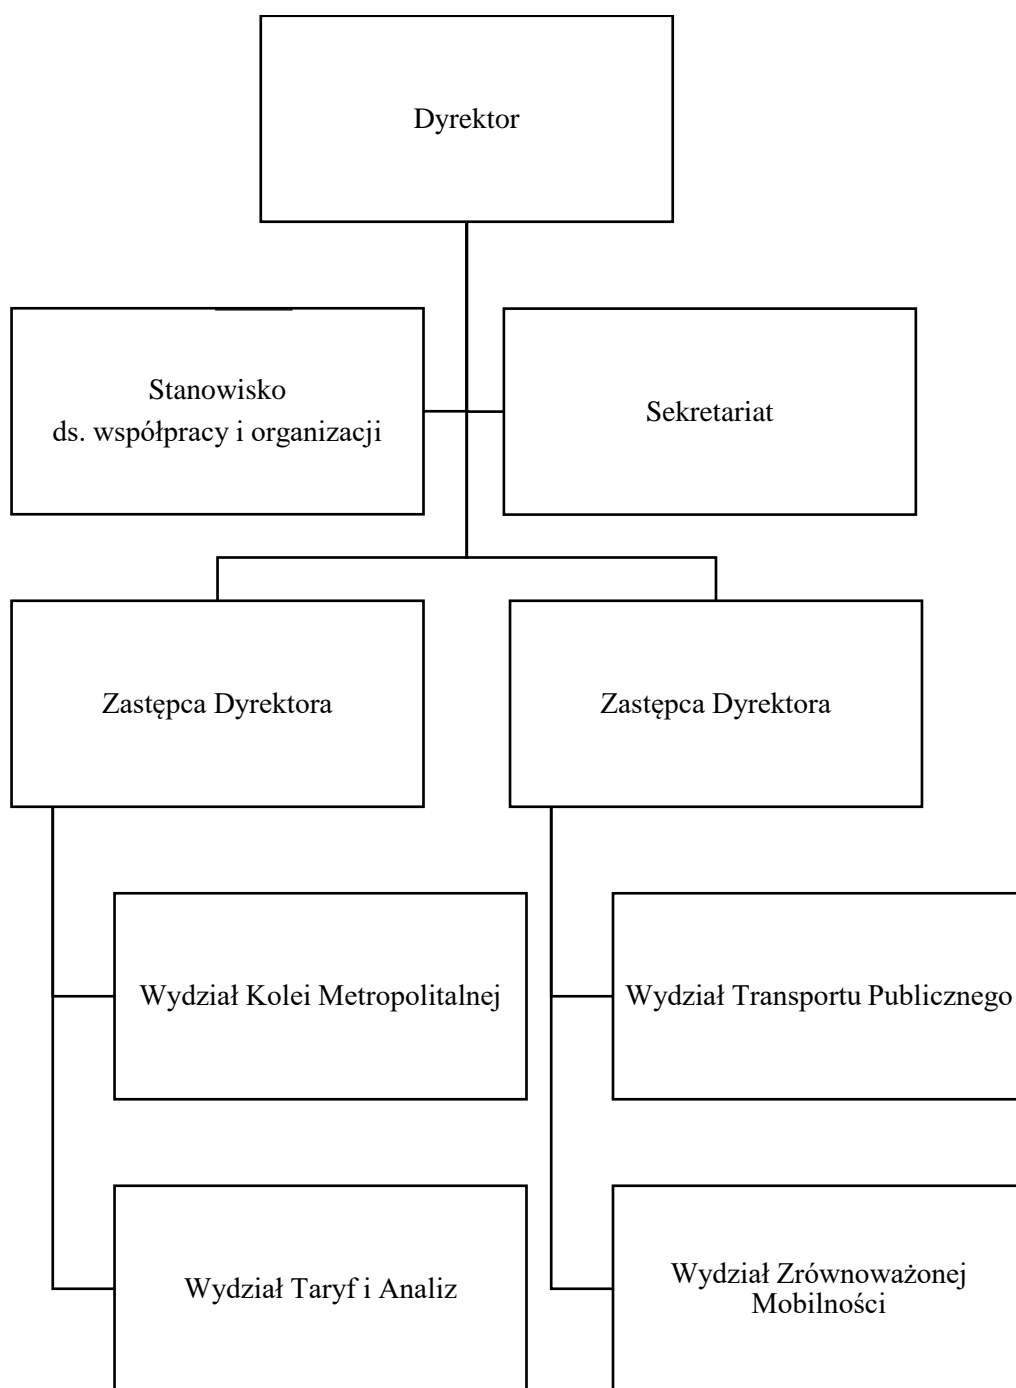 Dyrektor
Stanowisko
ds. współpracy i organizacji
Sekretariat
Zastępca Dyrektora
Zastępca Dyrektora
Wydział Kolei Metropolitalnej
Wydział Transportu Publicznego
Wydział Taryf i Analiz
Wydział Zrównoważonej
Mobilności